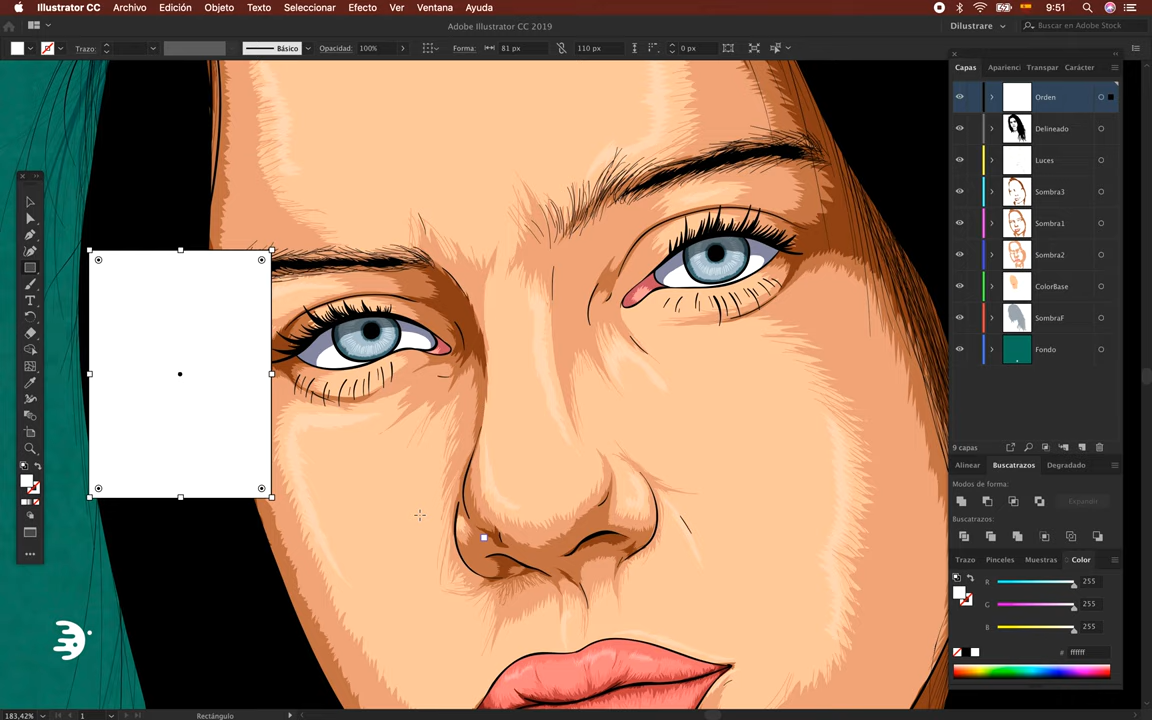 Illustrator CC Archivo Edición Objeto Texto Seleccionar Efecto Ver Ventana Ayuda 9:51
Adobe Illustrator CC 2019 Dilustrare Buscar en Adobe Stock
Trazo: Básico Opacidad: 100% Forma: 81 px 110 px 0 px
Capas Aparienc Transpar Carácter
Orden
Delineado
Luces
Sombra3
Sombra1
Sombra2
ColorBase
SombraF
Fondo
9 capas
Alinear Buscatrazos Degradado
Modos de forma:
Expandir
Buscatrazos:
Trazo Pinceles Muestras Color
R 255
G 255
B 255
# ffffff
183,42% 1 Rectángulo